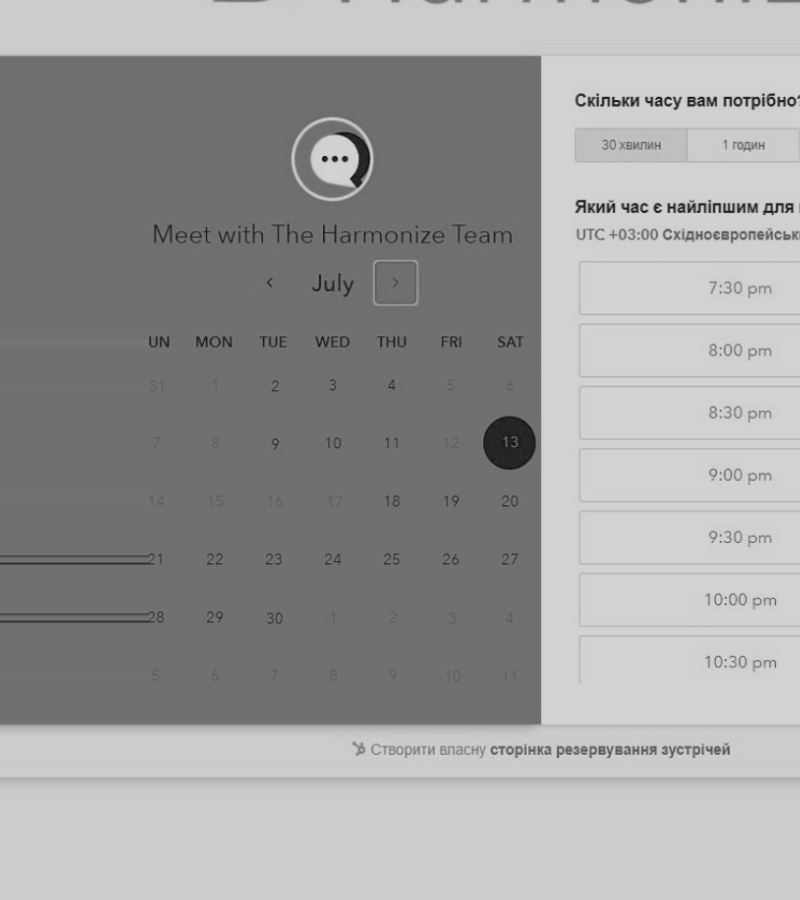 Meet with The Harmonize Team
July
UN MON TUE WED THU FRI SAT
31 1 2 3 4 5 6
7 8 9 10 11 12 13
14 15 16 17 18 19 20
21 22 23 24 25 26 27
28 29 30 1 2 3 4
5 6 7 8 9 10 11
Скільки часу вам потрібно?
30 хвилин 1 годин
Який час є найліпшим для
UTC +03:00 Східноєвропейськ
7:30 pm
8:00 pm
8:30 pm
9:00 pm
9:30 pm
10:00 pm
10:30 pm
Створити власну сторінка резервування зустрічей